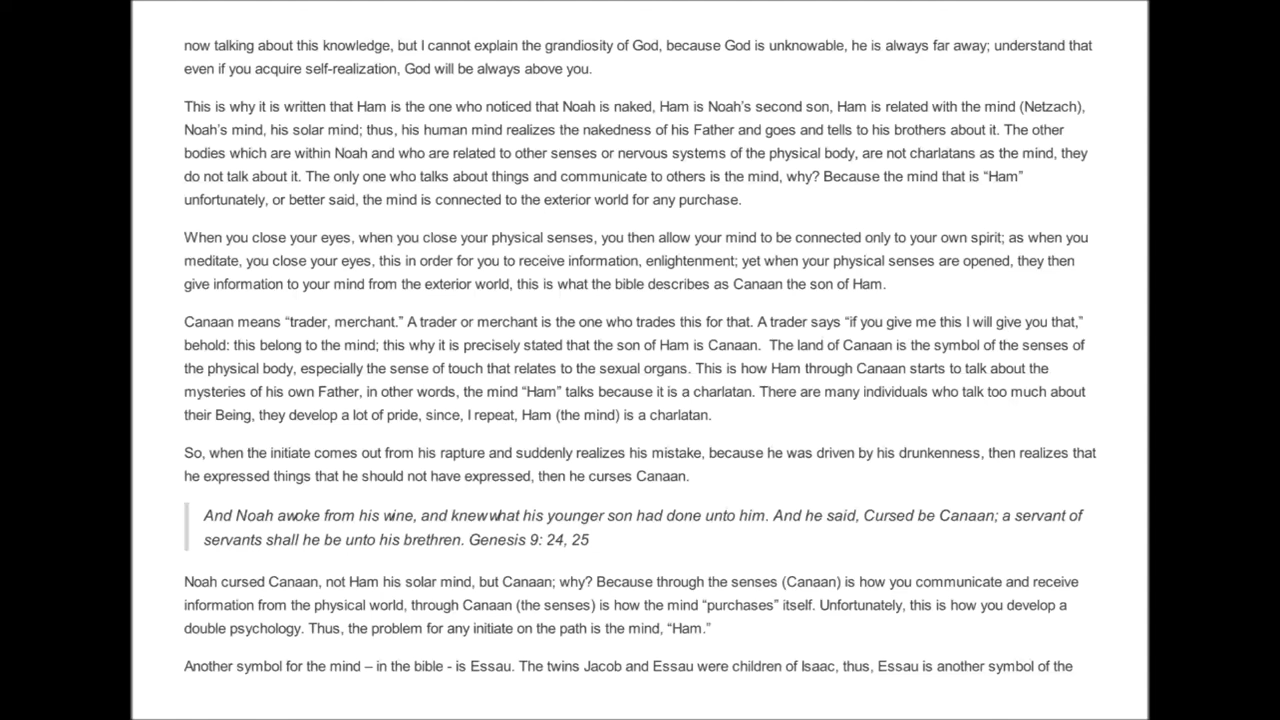 now talking about this knowledge, but I cannot explain the grandiosity of God, because God is unknowable, he is always far away; understand that
even if you acquire self-realization, God will be always above you.
This is why it is written that Ham is the one who noticed that Noah is naked, Ham is Noah's second son, Ham is related with the mind (Netzach),
Noah's mind, his solar mind; thus, his human mind realizes the nakedness of his Father and goes and tells to his brothers about it. The other
bodies which are within Noah and who are related to other senses or nervous systems of the physical body, are not charlatans as the mind, they
do not talk about it. The only one who talks about things and communicate to others is the mind, why? Because the mind that is “Ham”
unfortunately, or better said, the mind is connected to the exterior world for any purchase.
When you close your eyes, when you close your physical senses, you then allow your mind to be connected only to your own spirit; as when you
meditate, you close your eyes, this in order for you to receive information, enlightenment; yet when your physical senses are opened, they then
give information to your mind from the exterior world, this is what the bible describes as Canaan the son of Ham.
Canaan means “trader, merchant.” A trader or merchant is the one who trades this for that. A trader says “if you give me this I will give you that,”
behold: this belong to the mind; this why it is precisely stated that the son of Ham is Canaan. The land of Canaan is the symbol of the senses of
the physical body, especially the sense of touch that relates to the sexual organs. This is how Ham through Canaan starts to talk about the
mysteries of his own Father, in other words, the mind “Ham” talks because it is a charlatan. There are many individuals who talk too much about
their Being, they develop a lot of pride, since, I repeat, Ham (the mind) is a charlatan.
So, when the initiate comes out from his rapture and suddenly realizes his mistake, because he was driven by his drunkenness, then realizes that
he expressed things that he should not have expressed, then he curses Canaan.
And Noah awoke from his wine, and knew what his younger son had done unto him. And he said, Cursed be Canaan; a servant of
servants shall he be unto his brethren. Genesis 9: 24, 25
Noah cursed Canaan, not Ham his solar mind, but Canaan; why? Because through the senses (Canaan) is how you communicate and receive
information from the physical world, through Canaan (the senses) is how the mind “purchases” itself. Unfortunately, this is how you develop a
double psychology. Thus, the problem for any initiate on the path is the mind, “Ham.”
Another symbol for the mind – in the bible - is Essau. The twins Jacob and Essau were children of Isaac, thus, Essau is another symbol of the